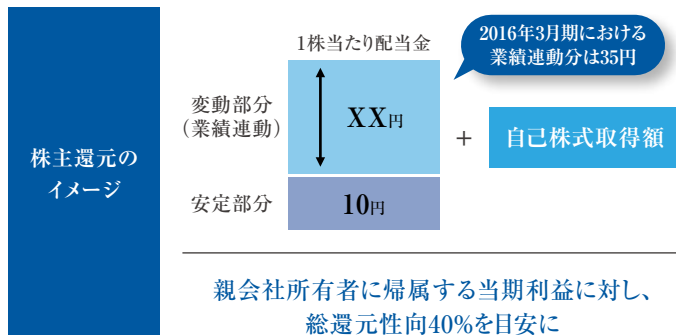 株主還元の
イメージ
1株当たり配当金
2016年3月期における
業績連動分は35円
変動部分
（業績連動）
XX円
+
自己株式取得額
安定部分
10円
親会社所有者に帰属する当期利益に対し、
総還元性向40%を目安に